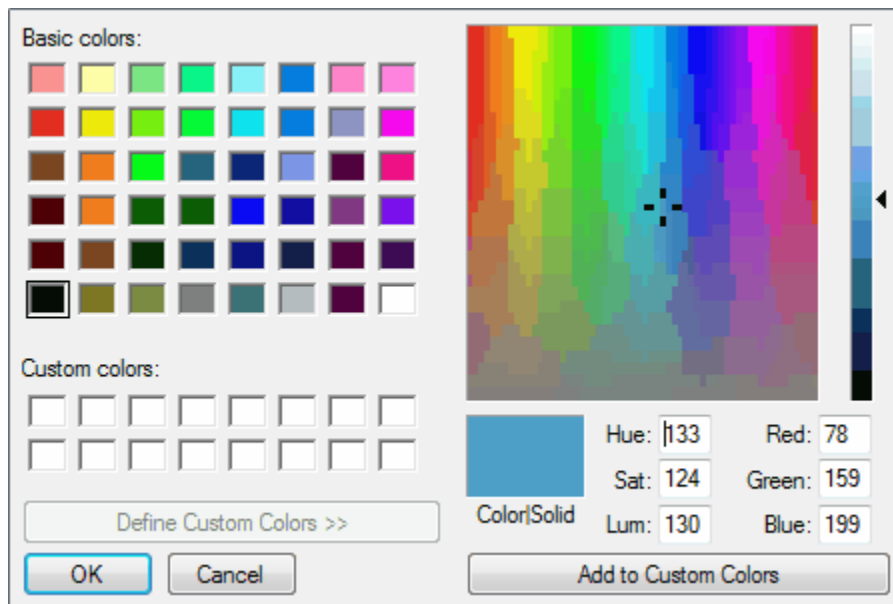 Basic colors:
Custom colors:
Define Custom Colors >>
OK
Cancel
Hue: 133
Red: 78
Sat: 124
Green: 159
Color|Solid
Lum: 130
Blue: 199
Add to Custom Colors